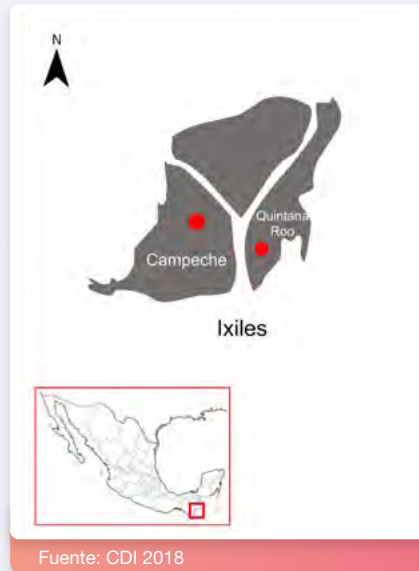 N
Quintana
Roo
Campeche
Ixiles
Fuente: CDI 2018